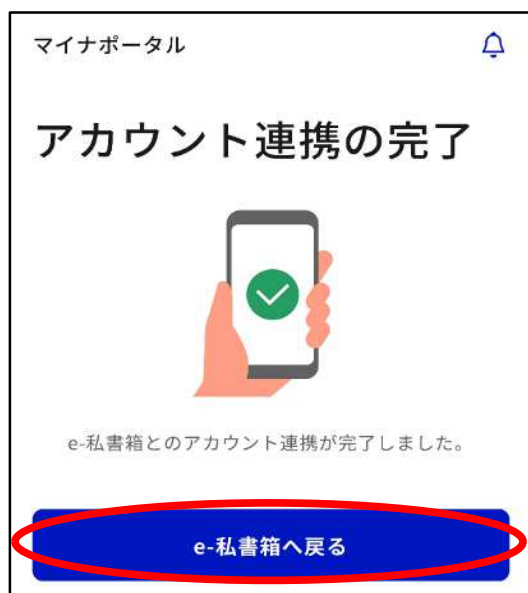 マイナポータル
アカウント連携の完了
e-私書箱とのアカウント連携が完了しました。
e-私書箱へ戻る